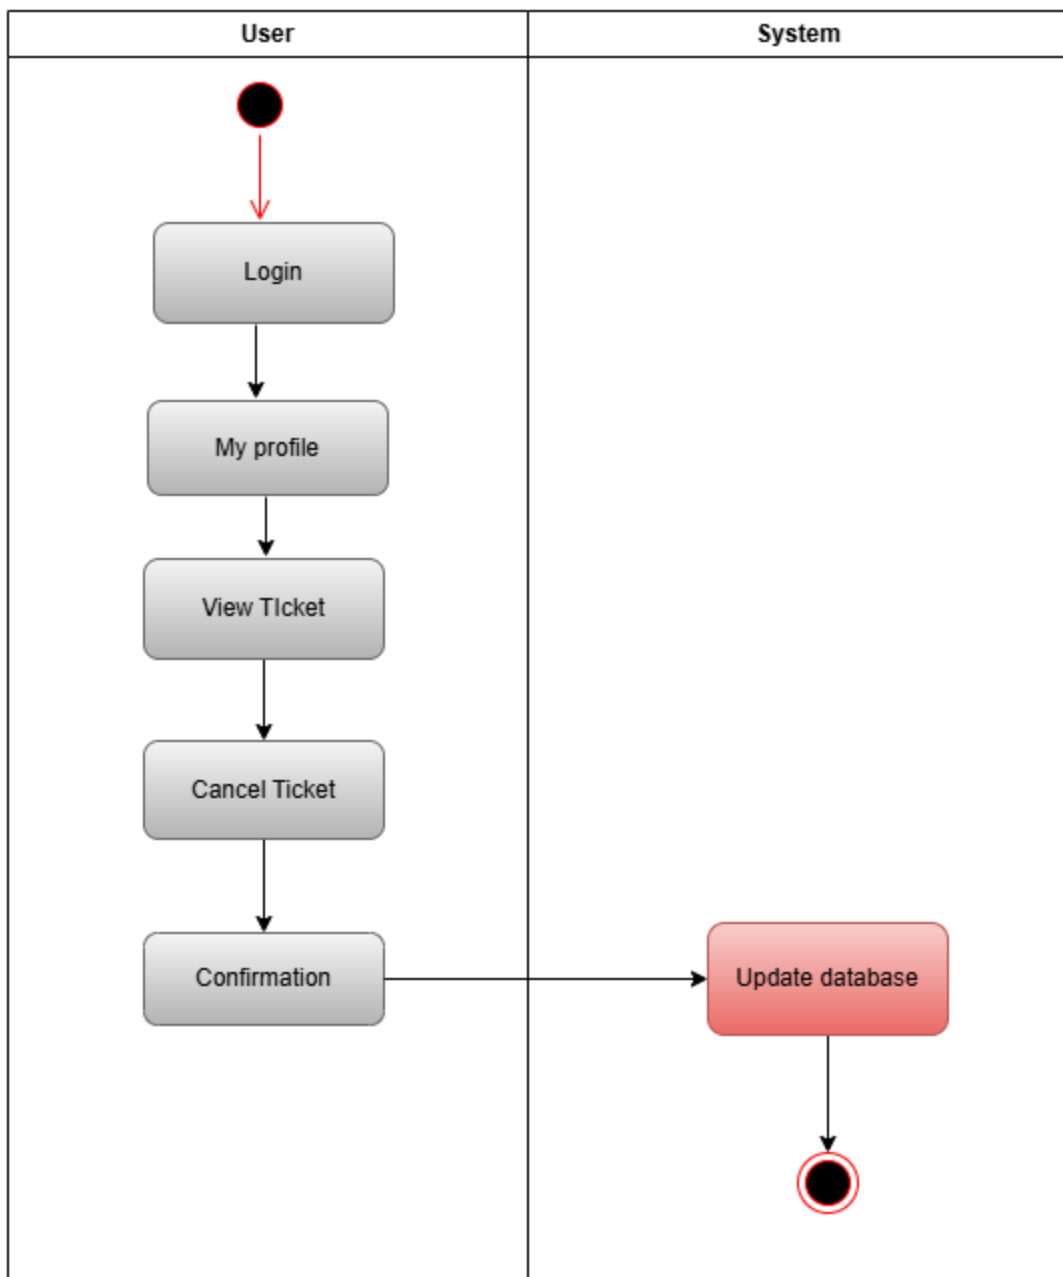 User
System
Login
My profile
View TIcket
Cancel Ticket
Confirmation
Update database